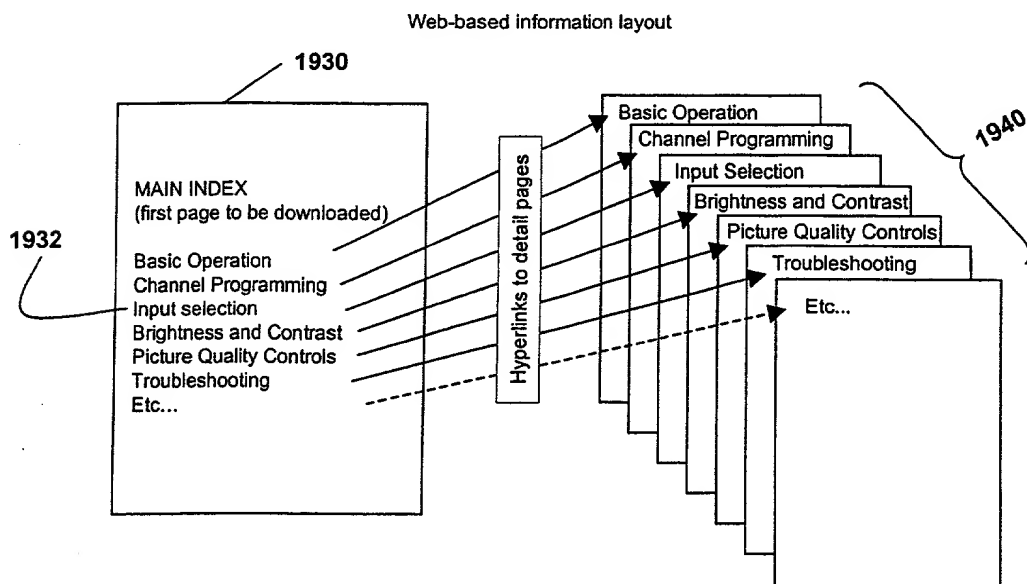 Web-based information layout
1930
MAIN INDEX
(first page to be downloaded)
1932
Basic Operation
Channel Programming
Input selection
Brightness and Contrast
Picture Quality Controls
Troubleshooting
Etc...
Hyperlinks to detail pages
Basic Operation
Channel Programming
Input Selection
Brightness and Contrast
Picture Quality Controls
Troubleshooting
Etc...
1940